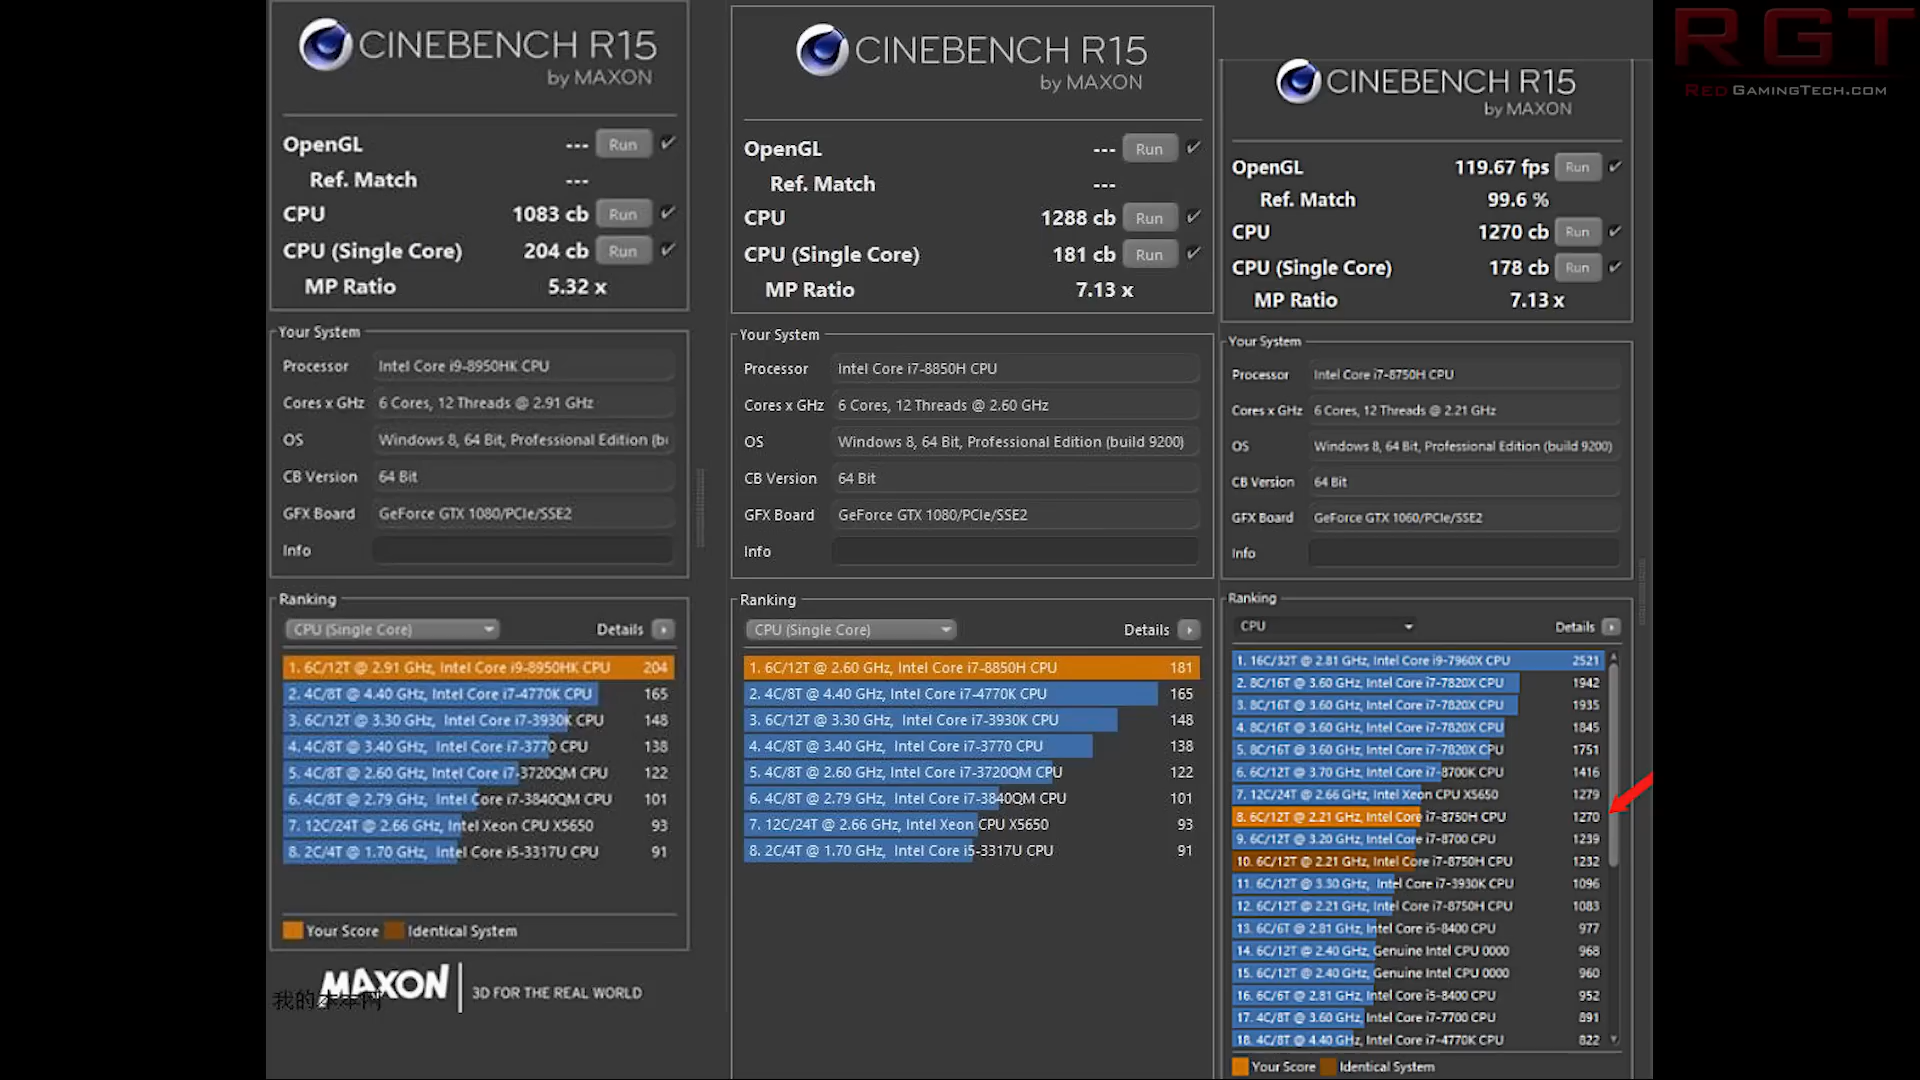 CINEBENCH R15
by MAXON
OpenGL --- Run
Ref. Match ---
CPU 1083 cb Run
CPU (Single Core) 204 cb Run
MP Ratio 5.32 x
Your System
Processor Intel Core i9-8950HK CPU
Cores x GHz 6 Cores, 12 Threads @ 2.91 GHz
OS Windows 8, 64 Bit, Professional Edition (bu
CB Version 64 Bit
GFX Board GeForce GTX 1080/PCIe/SSE2
Info
Ranking
CPU (Single Core) Details
1. 6C/12T @ 2.91 GHz, Intel Core i9-8950HK CPU 204
2. 4C/8T @ 4.40 GHz, Intel Core i7-4770K CPU 165
3. 6C/12T @ 3.30 GHz, Intel Core i7-3930K CPU 148
4. 4C/8T @ 3.40 GHz, Intel Core i7-3770 CPU 138
5. 4C/8T @ 2.60 GHz, Intel Core i7-3720QM CPU 122
6. 4C/8T @ 2.79 GHz, Intel Core i7-3840QM CPU 101
7. 12C/24T @ 2.66 GHz, Intel Xeon CPU X5650 93
8. 2C/4T @ 1.70 GHz, Intel Core i5-3317U CPU 91
Your Score Identical System
MAXON 3D FOR THE REAL WORLD
我的
CINEBENCH R15
by MAXON
OpenGL --- Run
Ref. Match ---
CPU 1288 cb Run
CPU (Single Core) 181 cb Run
MP Ratio 7.13 x
Your System
Processor Intel Core i7-8850H CPU
Cores x GHz 6 Cores, 12 Threads @ 2.60 GHz
OS Windows 8, 64 Bit, Professional Edition (build 9200)
CB Version 64 Bit
GFX Board GeForce GTX 1080/PCIe/SSE2
Info
Ranking
CPU (Single Core) Details
1. 6C/12T @ 2.60 GHz, Intel Core i7-8850H CPU 181
2. 4C/8T @ 4.40 GHz, Intel Core i7-4770K CPU 165
3. 6C/12T @ 3.30 GHz, Intel Core i7-3930K CPU 148
4. 4C/8T @ 3.40 GHz, Intel Core i7-3770 CPU 138
5. 4C/8T @ 2.60 GHz, Intel Core i7-3720QM CPU 122
6. 4C/8T @ 2.79 GHz, Intel Core i7-3840QM CPU 101
7. 12C/24T @ 2.66 GHz, Intel Xeon CPU X5650 93
8. 2C/4T @ 1.70 GHz, Intel Core i5-3317U CPU 91
CINEBENCH R15
by MAXON
OpenGL 119.67 fps Run
Ref. Match 99.6 %
CPU 1270 cb Run
CPU (Single Core) 178 cb Run
MP Ratio 7.13 x
Your System
Processor Intel Core i7-8750H CPU
Cores x GHz 6 Cores, 12 Threads @ 2.21 GHz
OS Windows 8, 64 Bit, Professional Edition (build 9200)
CB Version 64 Bit
GFX Board GeForce GTX 1060/PCIe/SSE2
Info
Ranking
CPU Details
1. 16C/32T @ 2.81 GHz, Intel Core i9-7960X CPU 2521
2. 8C/16T @ 3.60 GHz, Intel Core i7-7820X CPU 1942
3. 8C/16T @ 3.60 GHz, Intel Core i7-7820X CPU 1935
4. 8C/16T @ 3.60 GHz, Intel Core i7-7820X CPU 1845
5. 8C/16T @ 3.60 GHz, Intel Core i7-7820X CPU 1751
6. 6C/12T @ 3.70 GHz, Intel Core i7-8700K CPU 1416
7. 12C/24T @ 2.66 GHz, Intel Xeon CPU X5650 1279
8. 6C/12T @ 2.21 GHz, Intel Core i7-8750H CPU 1270
9. 6C/12T @ 3.20 GHz, Intel Core i7-8700 CPU 1239
10. 6C/12T @ 2.21 GHz, Intel Core i7-8750H CPU 1232
11. 6C/12T @ 3.30 GHz, Intel Core i7-3930K CPU 1096
12. 6C/12T @ 2.21 GHz, Intel Core i7-8750H CPU 1083
13. 6C/6T @ 2.81 GHz, Intel Core i5-8400 CPU 977
14. 6C/12T @ 2.40 GHz, Genuine Intel CPU 0000 968
15. 6C/12T @ 2.40 GHz, Genuine Intel CPU 0000 960
16. 6C/6T @ 2.81 GHz, Intel Core i5-8400 CPU 952
17. 4C/8T @ 3.60 GHz, Intel Core i7-7700 CPU 891
18. 4C/8T @ 4.40 GHz, Intel Core i7-4770K CPU 822
Your Score Identical System
RGT
RED GAMINGTECH.COM